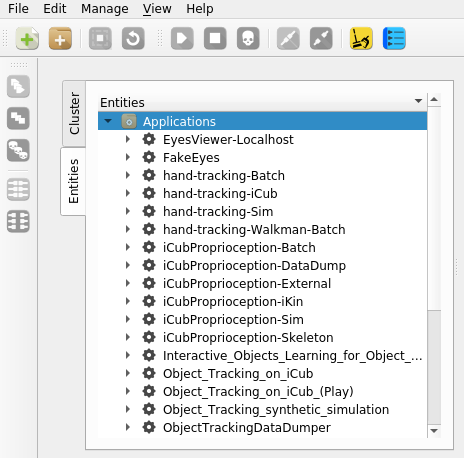 File Edit Manage View Help
Cluster
Entities
Entities
Applications
EyesViewer-Localhost
FakeEyes
hand-tracking-Batch
hand-tracking-iCub
hand-tracking-Sim
hand-tracking-Walkman-Batch
iCubProprioception-Batch
iCubProprioception-DataDump
iCubProprioception-External
iCubProprioception-iKin
iCubProprioception-Sim
iCubProprioception-Skeleton
Interactive_Objects_Learning_for_Object_...
Object_Tracking_on_iCub
Object_Tracking_on_iCub_(Play)
Object_Tracking_synthetic_simulation
ObjectTrackingDataDumper